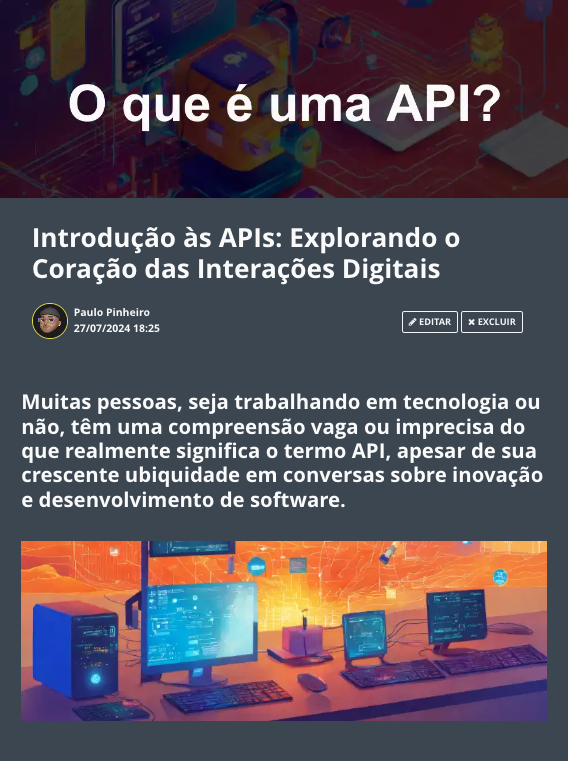 O que é uma API?
Introdução às APIs: Explorando o
Coração das Interações Digitais
Paulo Pinheiro
27/07/2024 18:25
EDITAR
EXCLUIR
Muitas pessoas, seja trabalhando em tecnologia ou
não, têm uma compreensão vaga ou imprecisa do
que realmente significa o termo API, apesar de sua
crescente ubiquidade em conversas sobre inovação
e desenvolvimento de software.